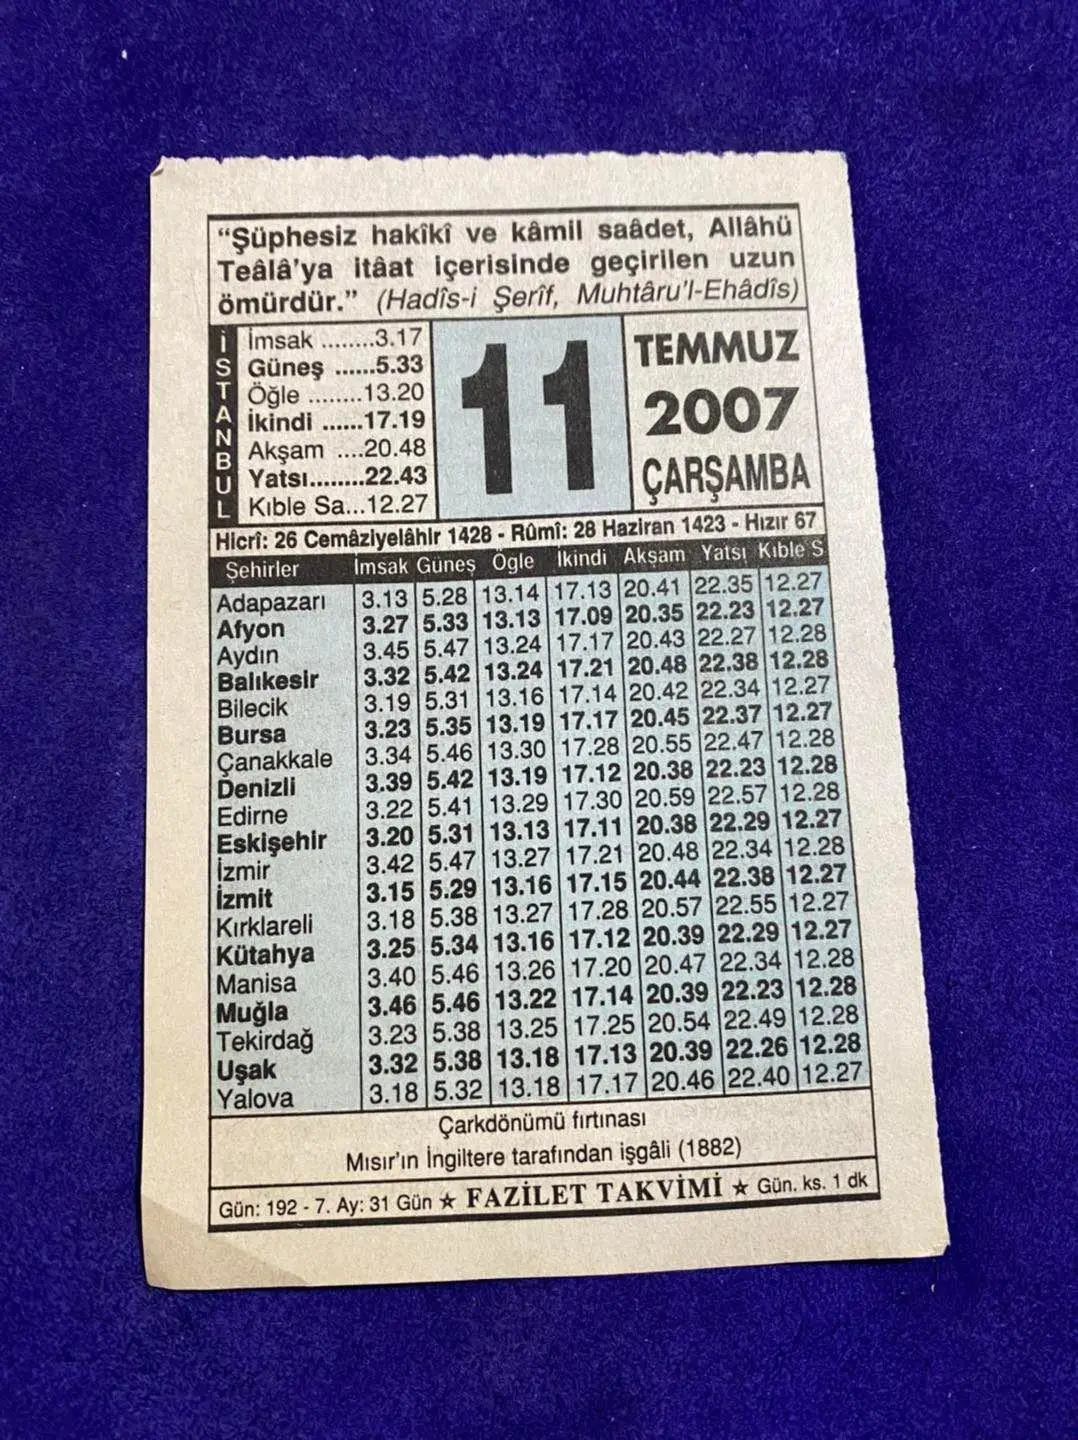 “Şüphesiz hakîkî ve kâmil saâdet, Allâhü
Teâlâ’ya itâat içerisinde geçirilen uzun
ömürdür.” (Hadîs-i Şerîf, Muhtâru’l-Ehâdîs)
İSTANBUL
İmsak ........3.17
Güneş ......5.33
Öğle ........13.20
İkindi ......17.19
Akşam ....20.48
Yatsı........22.43
Kıble Sa...12.27
11
TEMMUZ
2007
ÇARŞAMBA
Hicrî: 26 Cemâziyelâhir 1428 - Rûmî: 28 Haziran 1423 - Hızır 67
Şehirler İmsak Güneş Öğle İkindi Akşam Yatsı Kıble S
Adapazarı 3.13 5.28 13.14 17.13 20.41 22.35 12.27
Afyon 3.27 5.33 13.13 17.09 20.35 22.23 12.27
Aydın 3.45 5.47 13.24 17.17 20.43 22.27 12.28
Balıkesir 3.32 5.42 13.24 17.21 20.48 22.38 12.28
Bilecik 3.19 5.31 13.16 17.14 20.42 22.34 12.27
Bursa 3.23 5.35 13.19 17.17 20.45 22.37 12.27
Çanakkale 3.34 5.46 13.30 17.28 20.55 22.47 12.28
Denizli 3.39 5.42 13.19 17.12 20.38 22.23 12.28
Edirne 3.22 5.41 13.29 17.30 20.59 22.57 12.28
Eskişehir 3.20 5.31 13.13 17.11 20.38 22.29 12.27
İzmir 3.42 5.47 13.27 17.21 20.48 22.34 12.28
İzmit 3.15 5.29 13.16 17.15 20.44 22.38 12.27
Kırklareli 3.18 5.38 13.27 17.28 20.57 22.55 12.27
Kütahya 3.25 5.34 13.16 17.12 20.39 22.29 12.27
Manisa 3.40 5.46 13.26 17.20 20.47 22.34 12.28
Muğla 3.46 5.46 13.22 17.14 20.39 22.23 12.28
Tekirdağ 3.23 5.38 13.25 17.25 20.54 22.49 12.28
Uşak 3.32 5.38 13.18 17.13 20.39 22.26 12.28
Yalova 3.18 5.32 13.18 17.17 20.46 22.40 12.27
Çarkdönümü fırtınası
Mısır’ın İngiltere tarafından işgâli (1882)
Gün: 192 - 7. Ay: 31 Gün ★ FAZİLET TAKVİMİ ★ Gün. ks. 1 dk